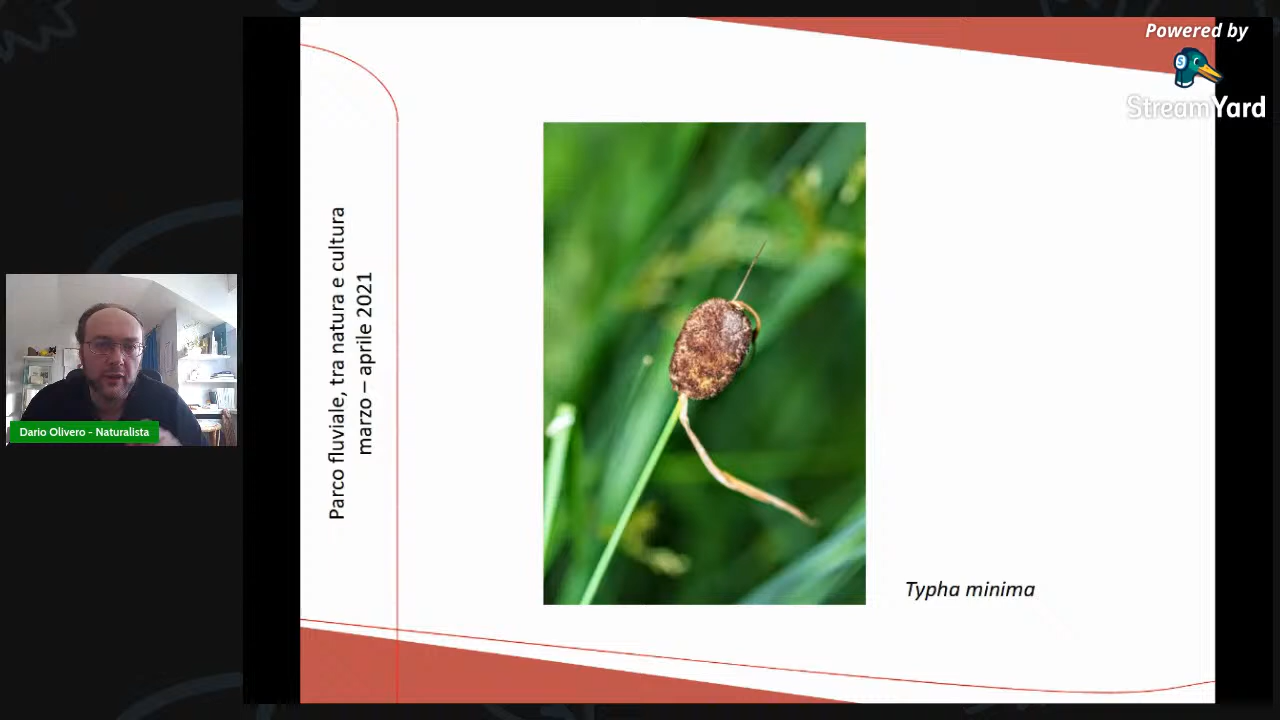 Powered by
StreamYard
Parco fluviale, tra natura e cultura
marzo – aprile 2021
Dario Olivero - Naturalista
Typha minima